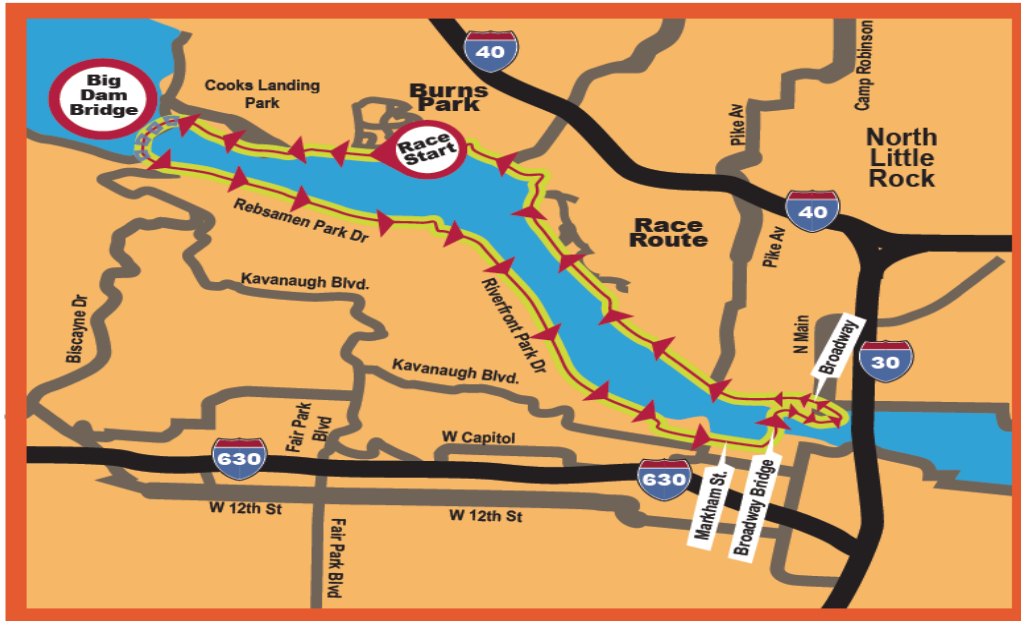 Big
Dam
Bridge
Cooks Landing
Park
Burns
Park
Race
Start
40
Camp Robinson
Pike Av
North
Little
Rock
40
Race
Route
Pike Av
Rebsamen Park Dr
Kavanaugh Blvd.
Riverfront Park Dr
Biscayne Dr
N Main
Broadway
30
Kavanaugh Blvd.
Fair Park
Blvd
W Capitol
630
630
Markham St.
Broadway Bridge
W 12th St
W 12th St
Fair Park Blvd